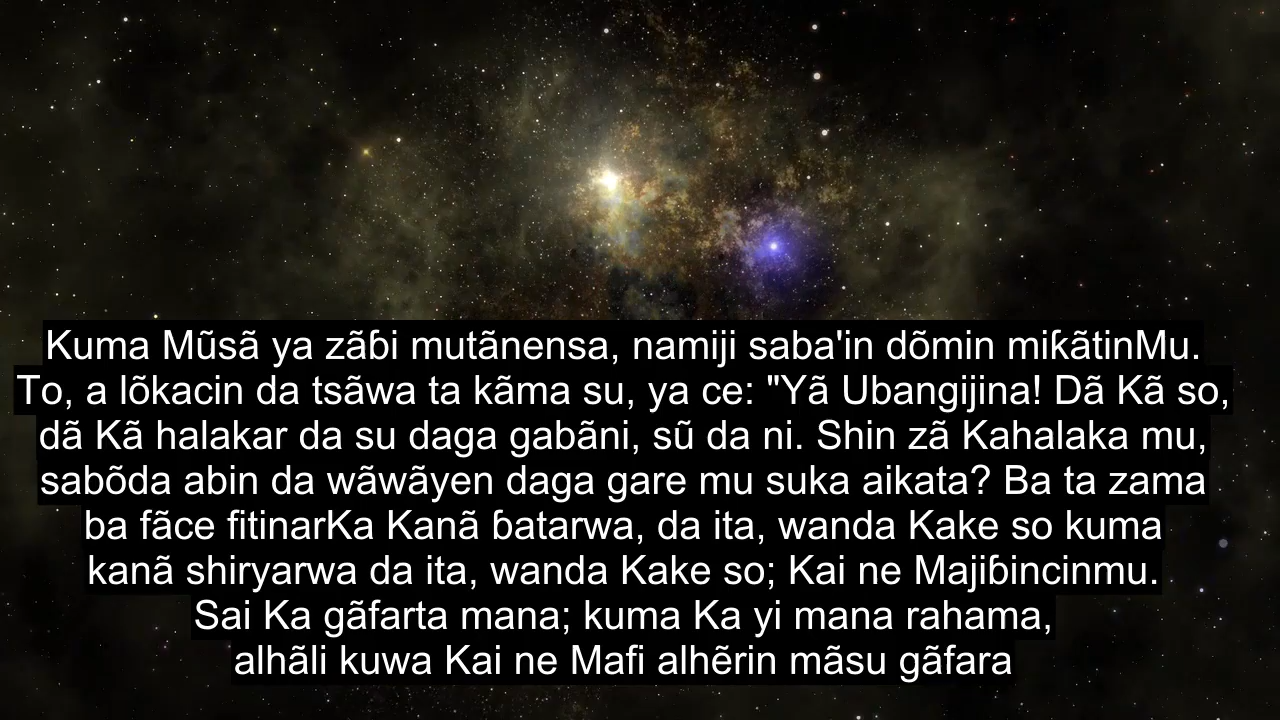 Kuma Mũsã ya zãɓi mutãnensa, namiji saba'in dõmin miƙãtinMu.
To, a lõkacin da tsãwa ta kãma su, ya ce: "Yã Ubangijina! Dã Kã so,
dã Kã halakar da su daga gabãni, sũ da ni. Shin zã Kahalaka mu,
sabõda abin da wãwãyen daga gare mu suka aikata? Ba ta zama
ba fãce fitinarKa Kanã ɓatarwa, da ita, wanda Kake so kuma
kanã shiryarwa da ita, wanda Kake so; Kai ne Majiɓincinmu.
Sai Ka gãfarta mana; kuma Ka yi mana rahama,
alhãli kuwa Kai ne Mafi alhẽrin mãsu gãfara